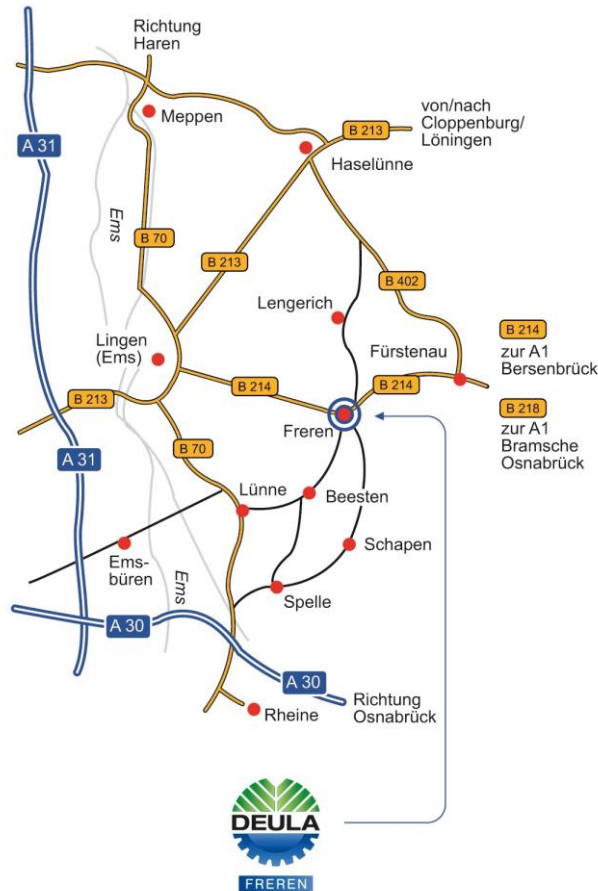 Richtung
Haren
von/nach
Cloppenburg/
Löningen
B 213
Meppen
A 31
Haselünne
Ems
B 70
B 213
B 402
Lengerich
B 214
zur A1
Bersenbrück
Lingen
(Ems)
Fürstenau
B 214
B 214
B 213
B 218
zur A1
Bramsche
Osnabrück
Freren
B 70
A 31
Lünne
Beesten
Schapen
Ems-
büren
Ems
Spelle
A 30
A 30
Richtung
Osnabrück
Rheine
DEULA
FREREN